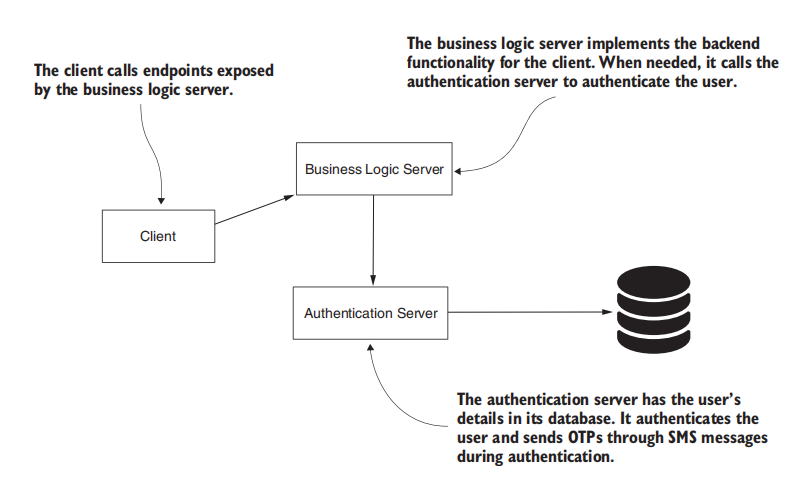 The business logic server implements the backend
functionality for the client. When needed, it calls the
authentication server to authenticate the user.
The client calls endpoints exposed
by the business logic server.
Business Logic Server
Client
Authentication Server
The authentication server has the user’s
details in its database. It authenticates the
user and sends OTPs through SMS messages
during authentication.